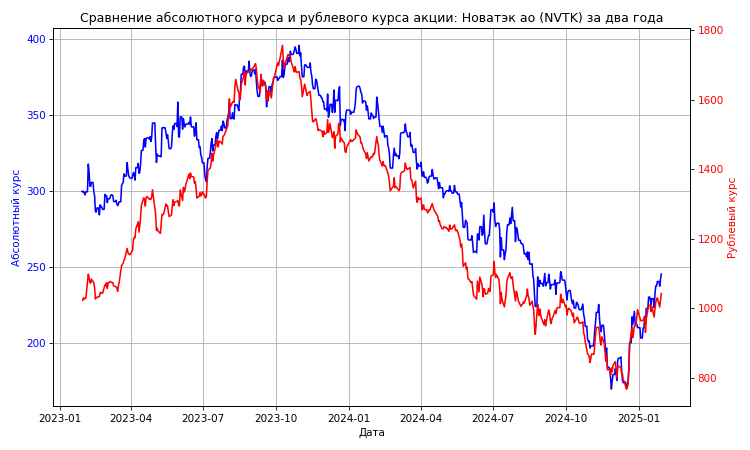 Сравнение абсолютного курса и рублевого курса акции: Новатэк ао (NVTK) за два года
Абсолютный курс
400
350
300
250
200
1800
1600
1400
1200
1000
800
Рублевый курс
2023-01 2023-04 2023-07 2023-10 2024-01 2024-04 2024-07 2024-10 2025-01
Дата